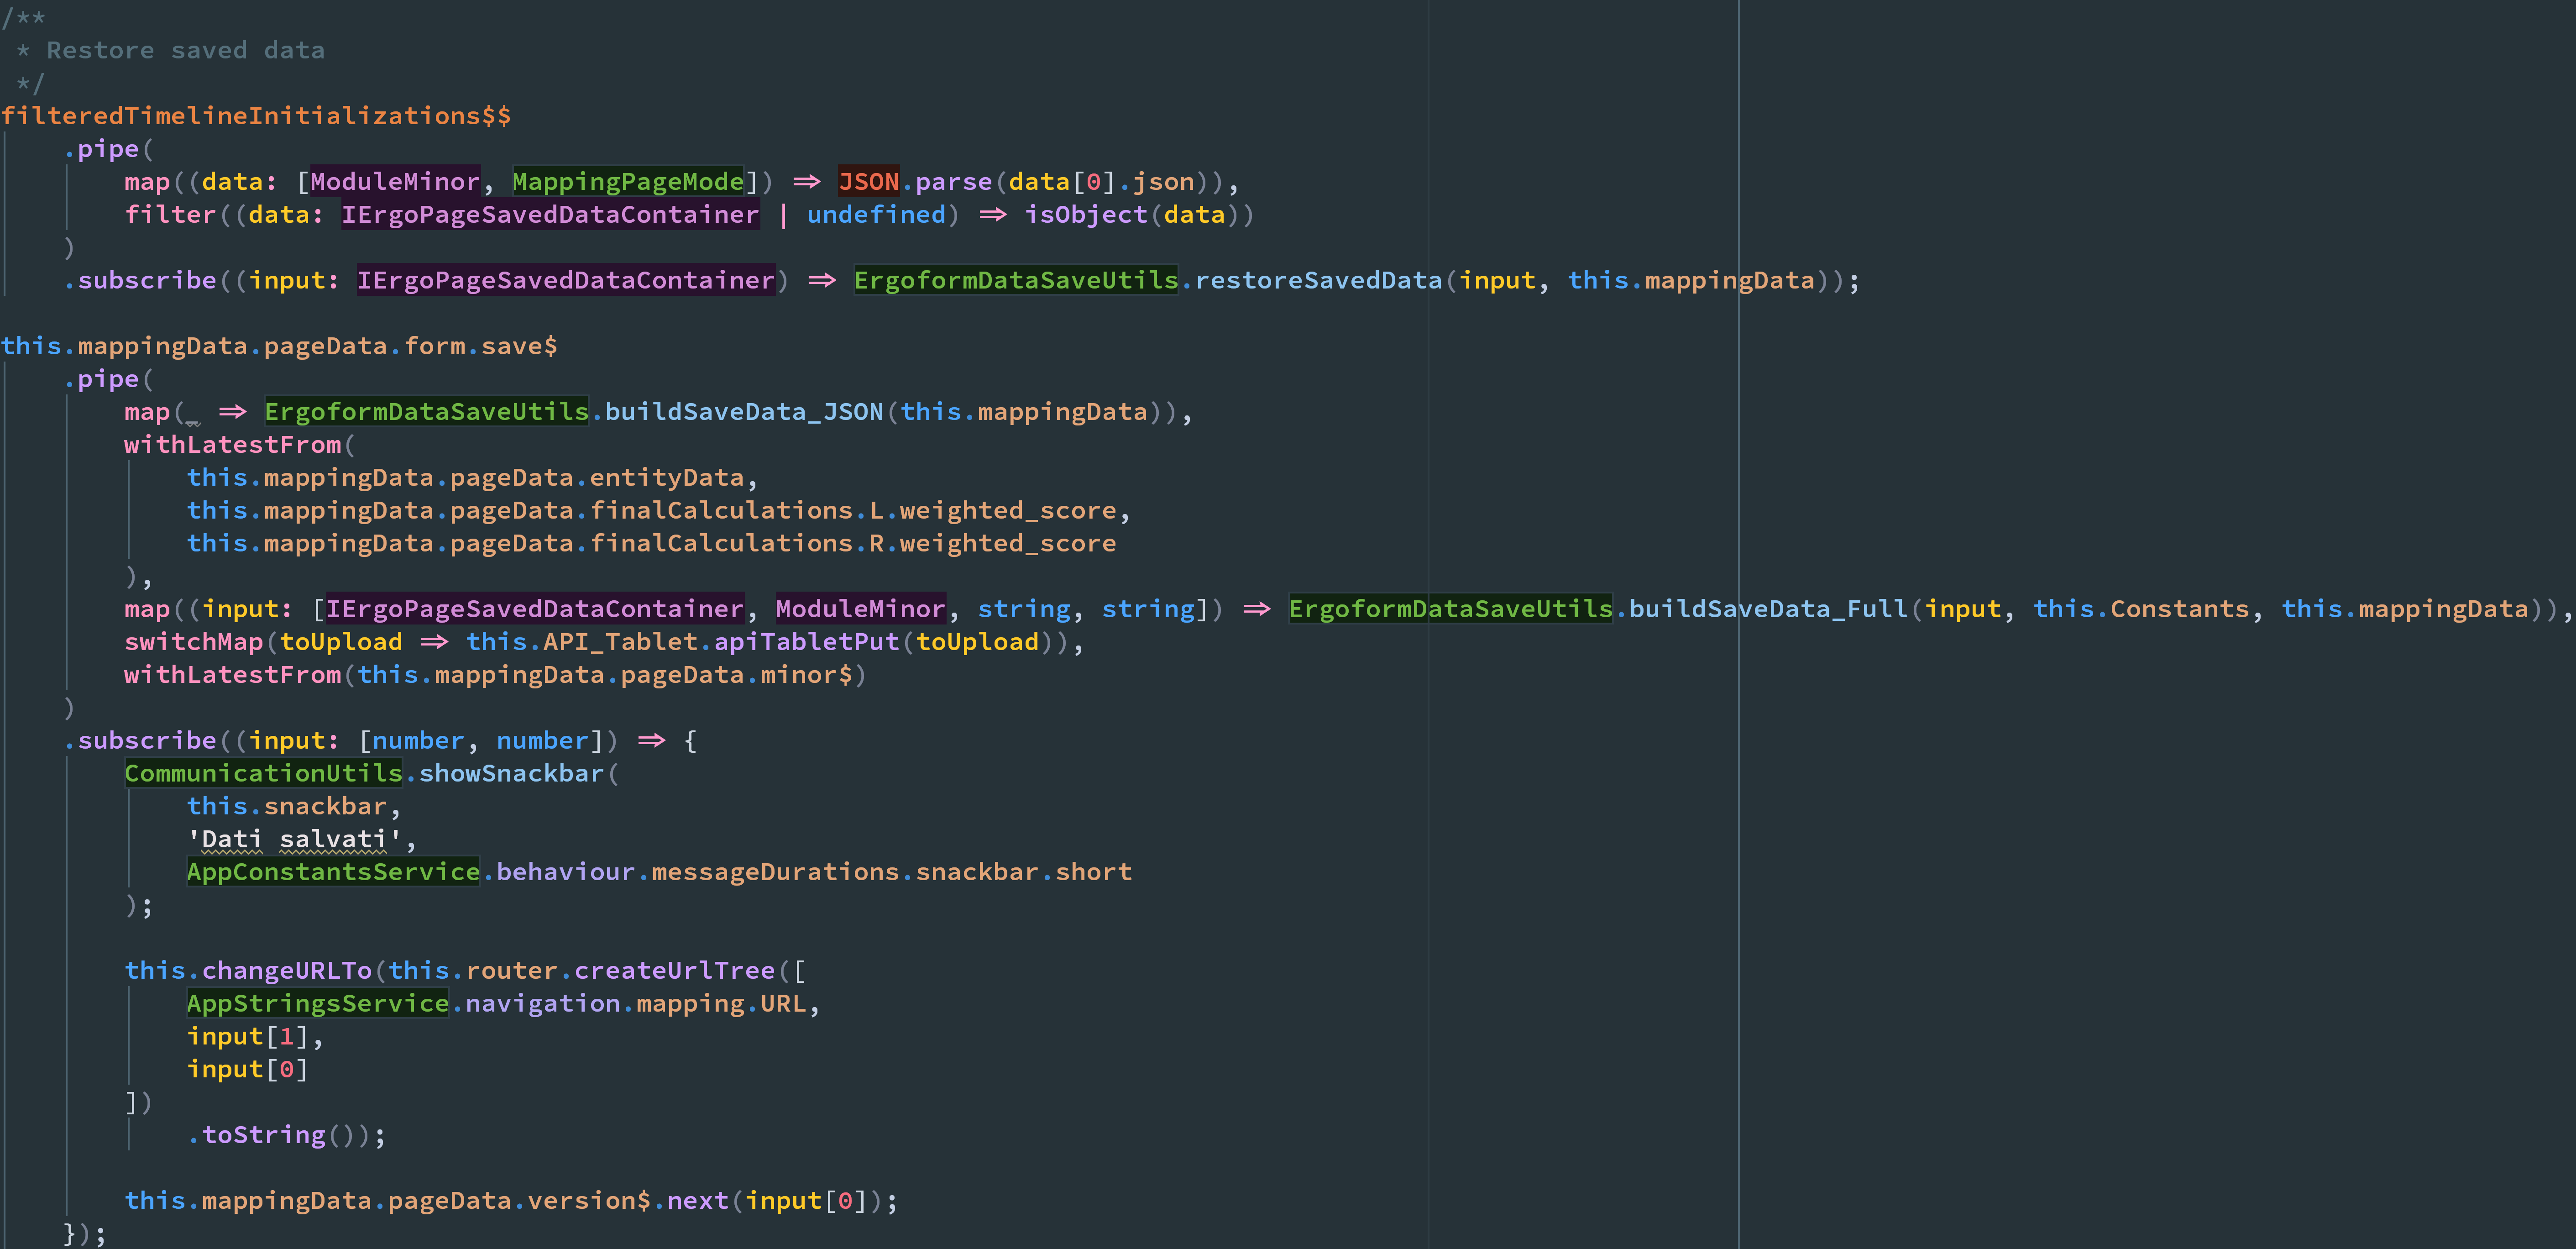 /**
 * Restore saved data
 */
filteredTimelineInitializations$$
    .pipe(
        map((data: [ModuleMinor, MappingPageMode]) => JSON.parse(data[0].json)),
        filter((data: IErgoPageSavedDataContainer | undefined) => isObject(data))
    )
    .subscribe((input: IErgoPageSavedDataContainer) => ErgoformDataSaveUtils.restoreSavedData(input, this.mappingData));

this.mappingData.pageData.form.save$
    .pipe(
        map(_ => ErgoformDataSaveUtils.buildSaveData_JSON(this.mappingData)),
        withLatestFrom(
            this.mappingData.pageData.entityData,
            this.mappingData.pageData.finalCalculations.L.weighted_score,
            this.mappingData.pageData.finalCalculations.R.weighted_score
        ),
        map((input: [IErgoPageSavedDataContainer, ModuleMinor, string, string]) => ErgoformDataSaveUtils.buildSaveData_Full(input, this.Constants, this.mappingData)),
        switchMap(toUpload => this.API_Tablet.apiTabletPut(toUpload)),
        withLatestFrom(this.mappingData.pageData.minor$)
    )
    .subscribe((input: [number, number]) => {
        CommunicationUtils.showSnackbar(
            this.snackbar,
            'Dati salvati',
            AppConstantsService.behaviour.messageDurations.snackbar.short
        );

        this.changeURLTo(this.router.createUrlTree([
            AppStringsService.navigation.mapping.URL,
            input[1],
            input[0]
        ])
            .toString());

        this.mappingData.pageData.version$.next(input[0]);
    });